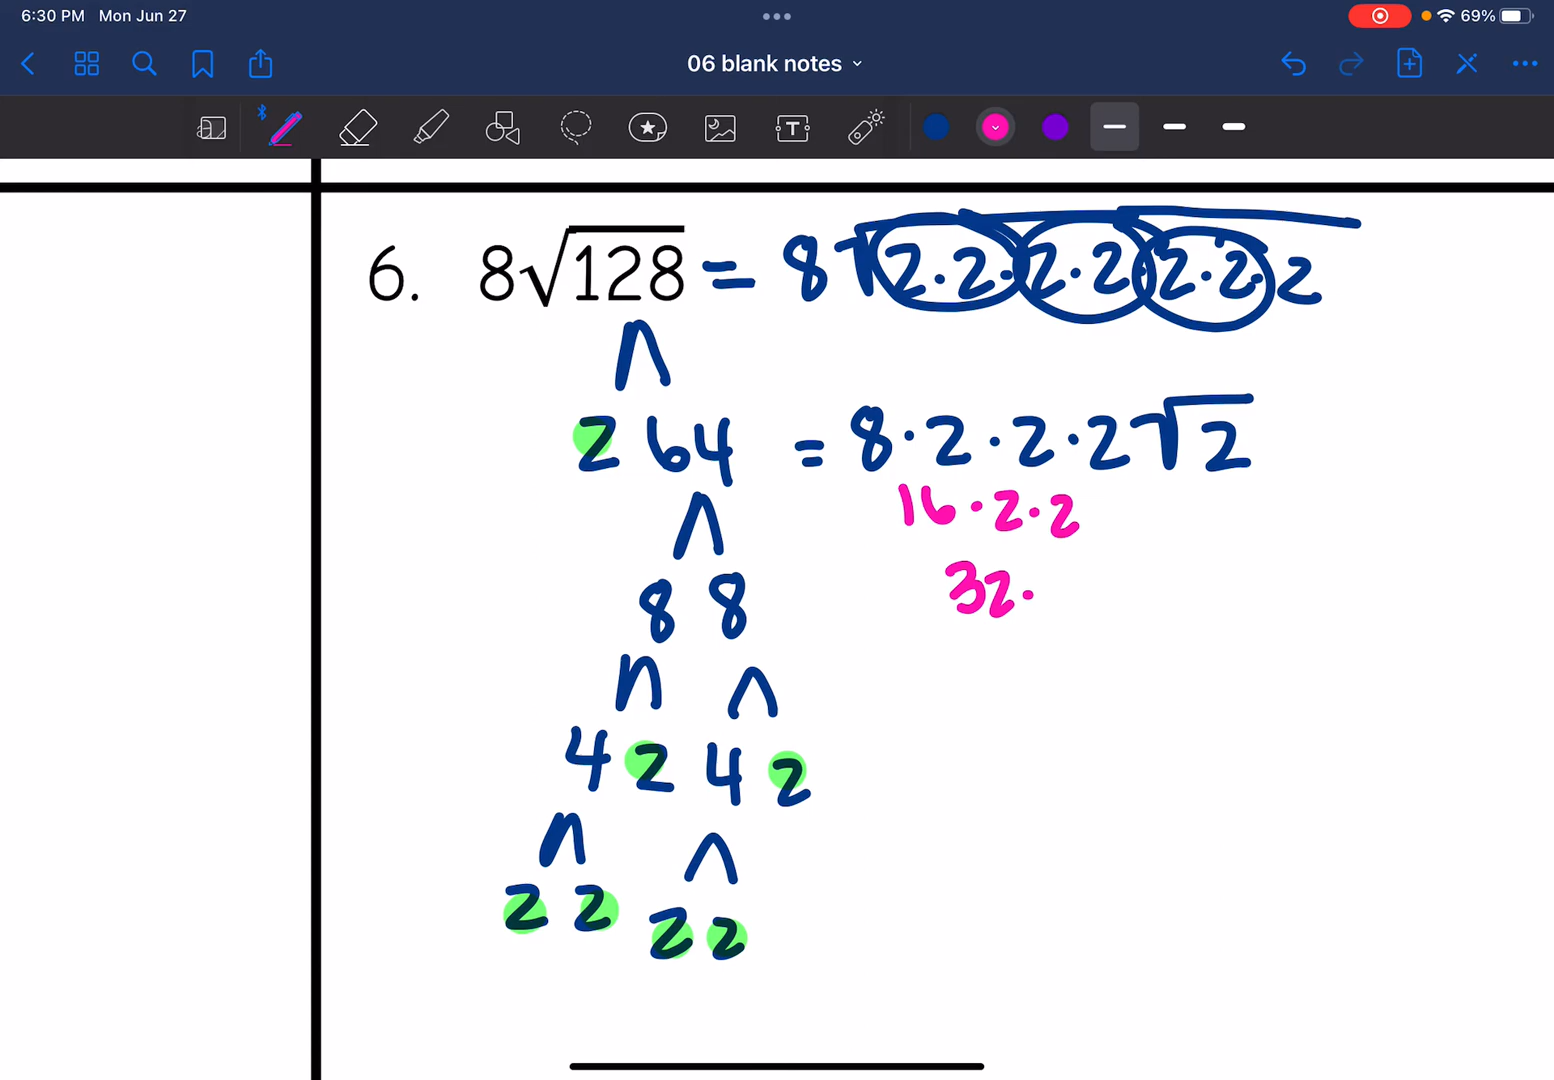 6:30 PM Mon Jun 27
69%
06 blank notes
T
6. 8√128 = 8√2·2·2·2·2·2·2
2 64
= 8·2·2·2√2
16·2·2
8 8
32·
4 2 4 2
2 2 2 2